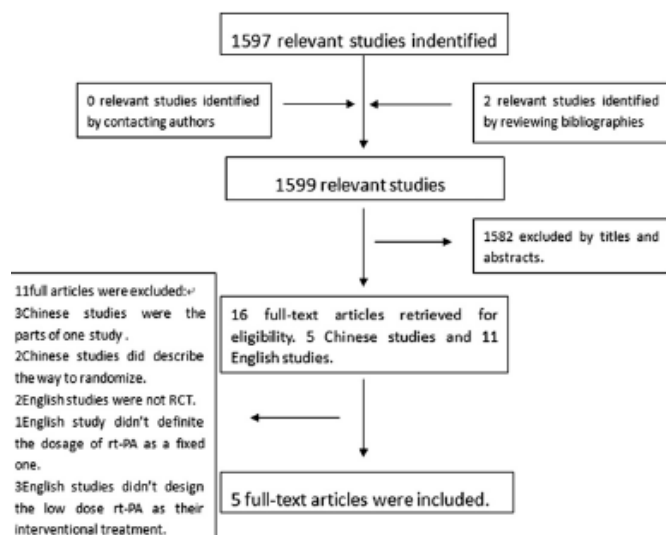 1597 relevant studies indentified
0 relevant studies identified
by contacting authors
2 relevant studies identified
by reviewing bibliographies
1599 relevant studies
1582 excluded by titles and
abstracts.
11full articles were excluded:↵
3Chinese studies were the
parts of one study .
2Chinese studies did describe
the way to randomize.
2English studies were not RCT.
1English study didn't definite
the dosage of rt-PA as a fixed
one.
3English studies didn't design
the low dose rt-PA as their
interventional treatment.
16 full-text articles retrieved for
eligibility. 5 Chinese studies and 11
English studies.
5 full-text articles were included.